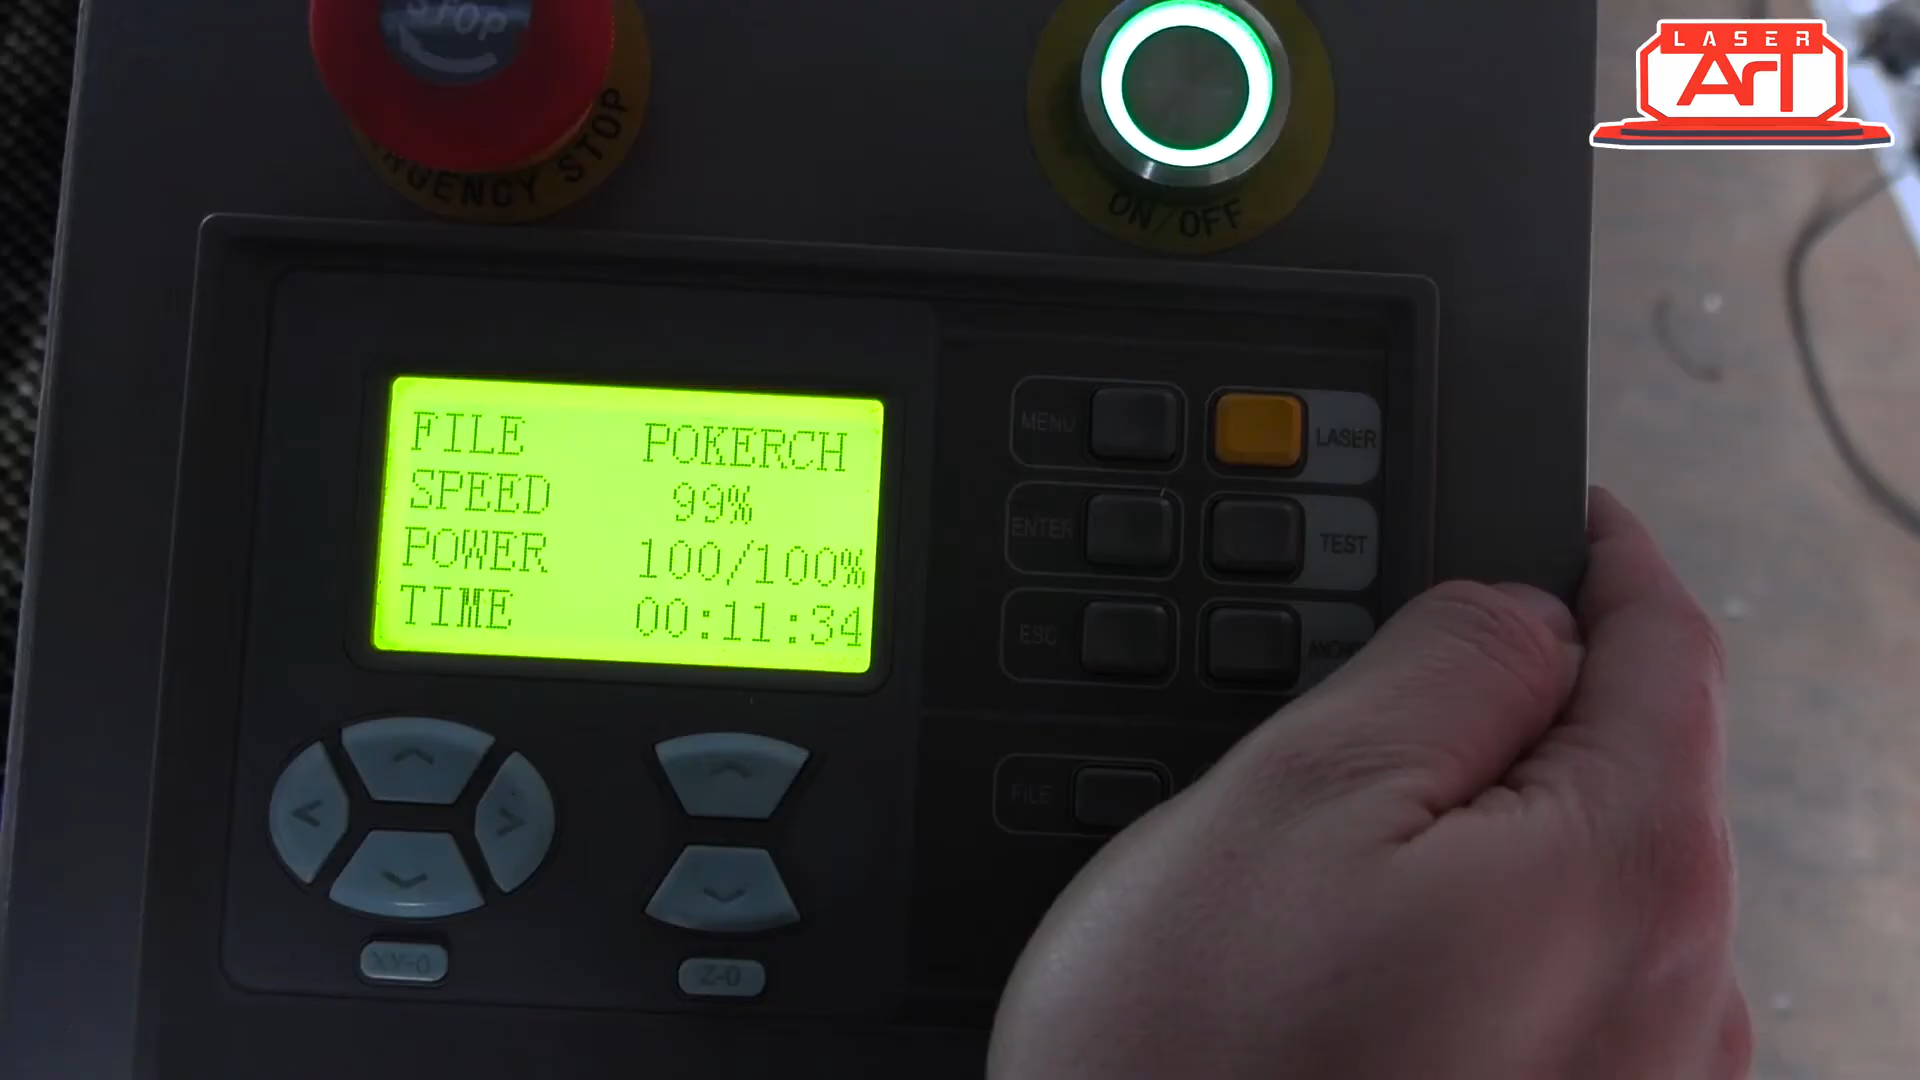 STOP
LASER
ArT
EMERGENCY STOP
ON/OFF
FILE POKERCH
SPEED 99%
POWER 100/100%
TIME 00:11:34
MENU
LASER
ENTER
TEST
ESC
FILE
XY-0
Z-0